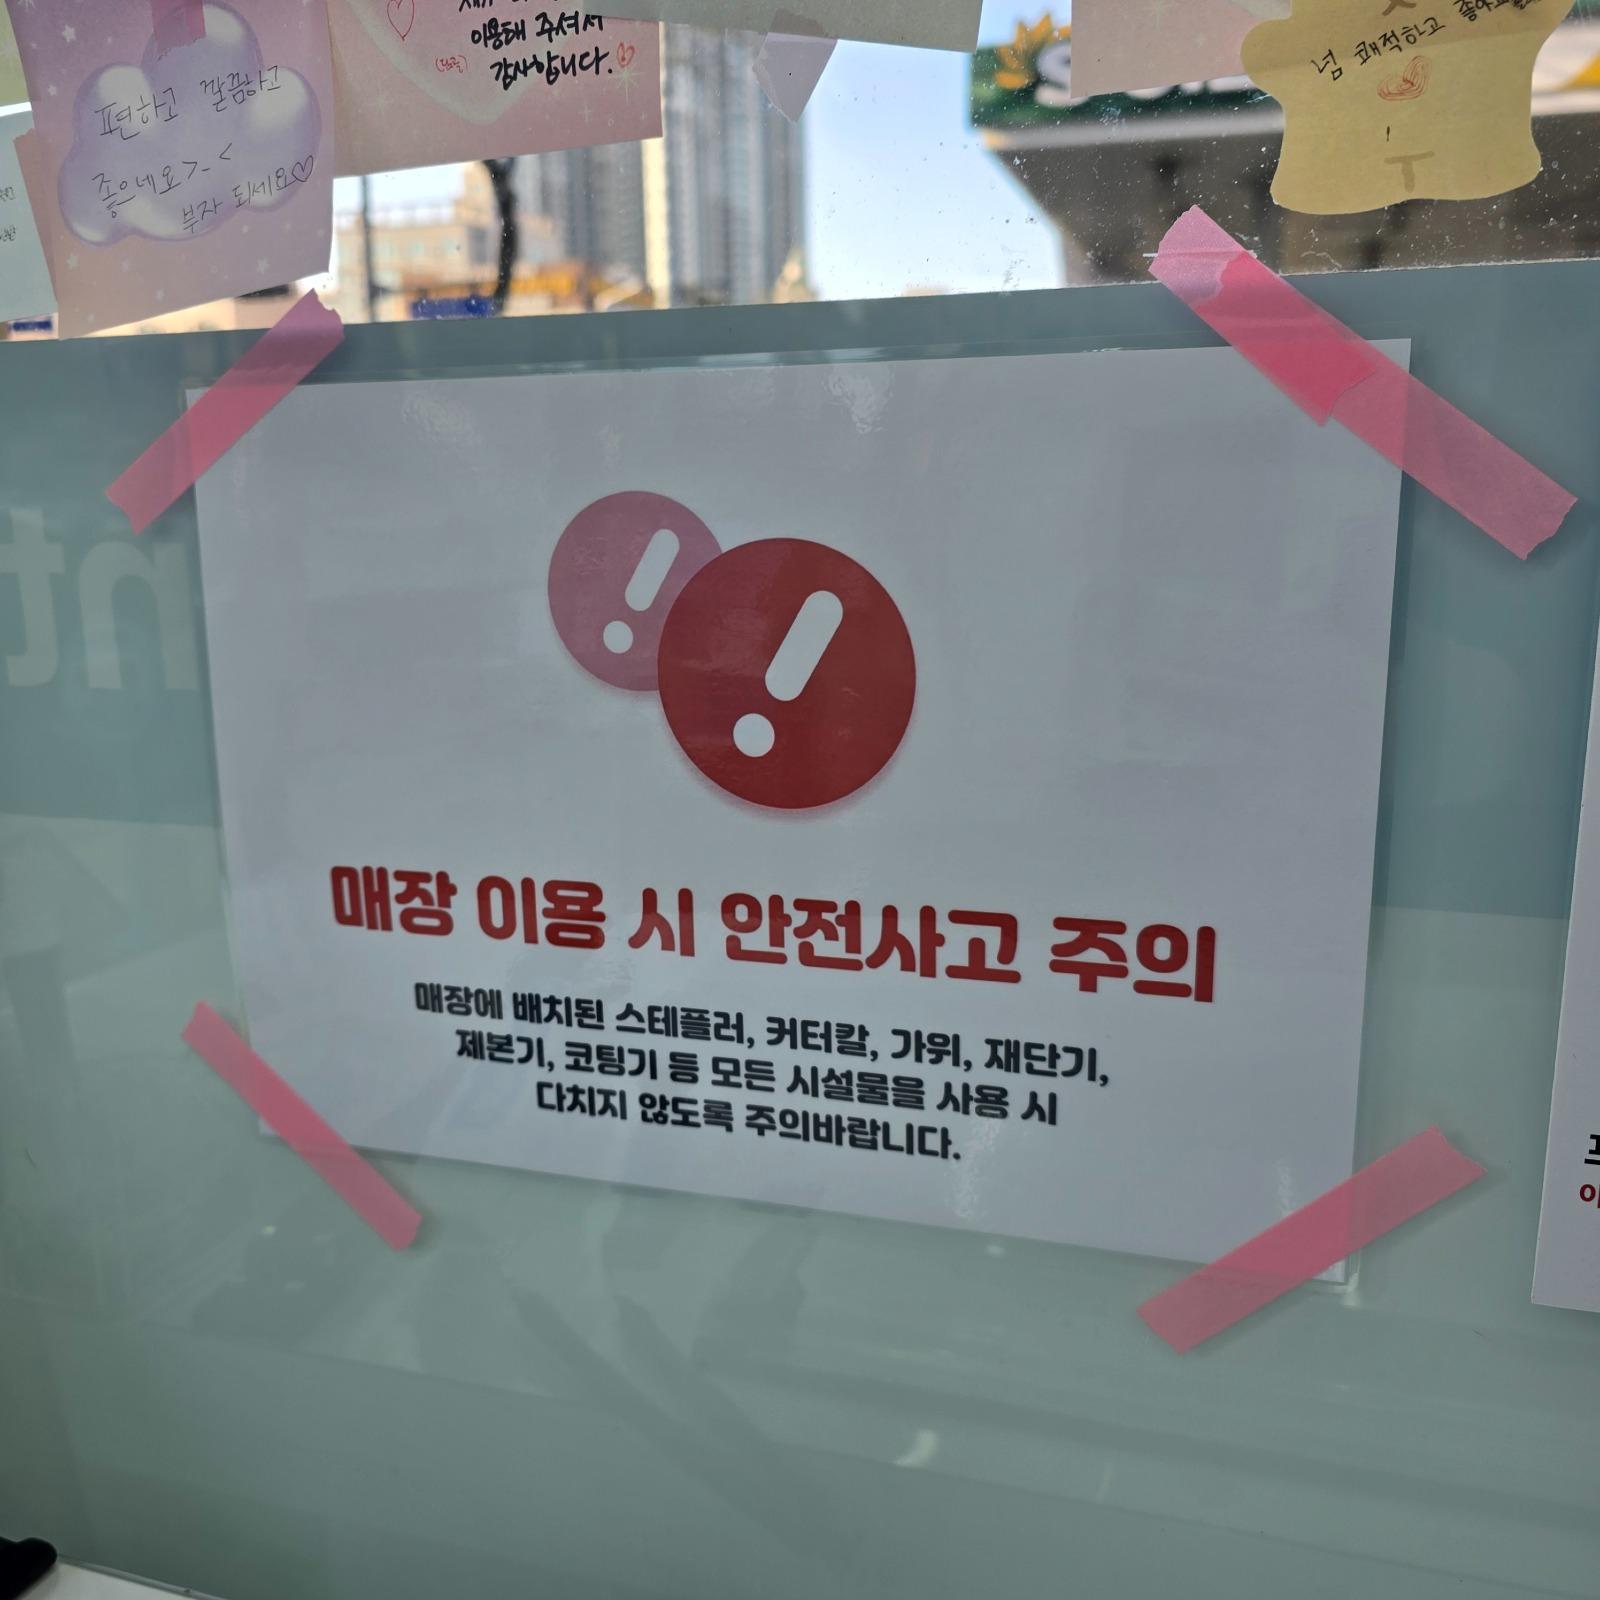 이용해 주셔서
감사합니다.
편하고 깔끔하고
좋으네요>_<
부자 되세요♡
넘 쾌적하고 좋아요
nt
매장 이용 시 안전사고 주의
매장에 배치된 스테플러, 커터칼, 가위, 재단기,
제본기, 코팅기 등 모든 시설물을 사용 시
다치지 않도록 주의바랍니다.